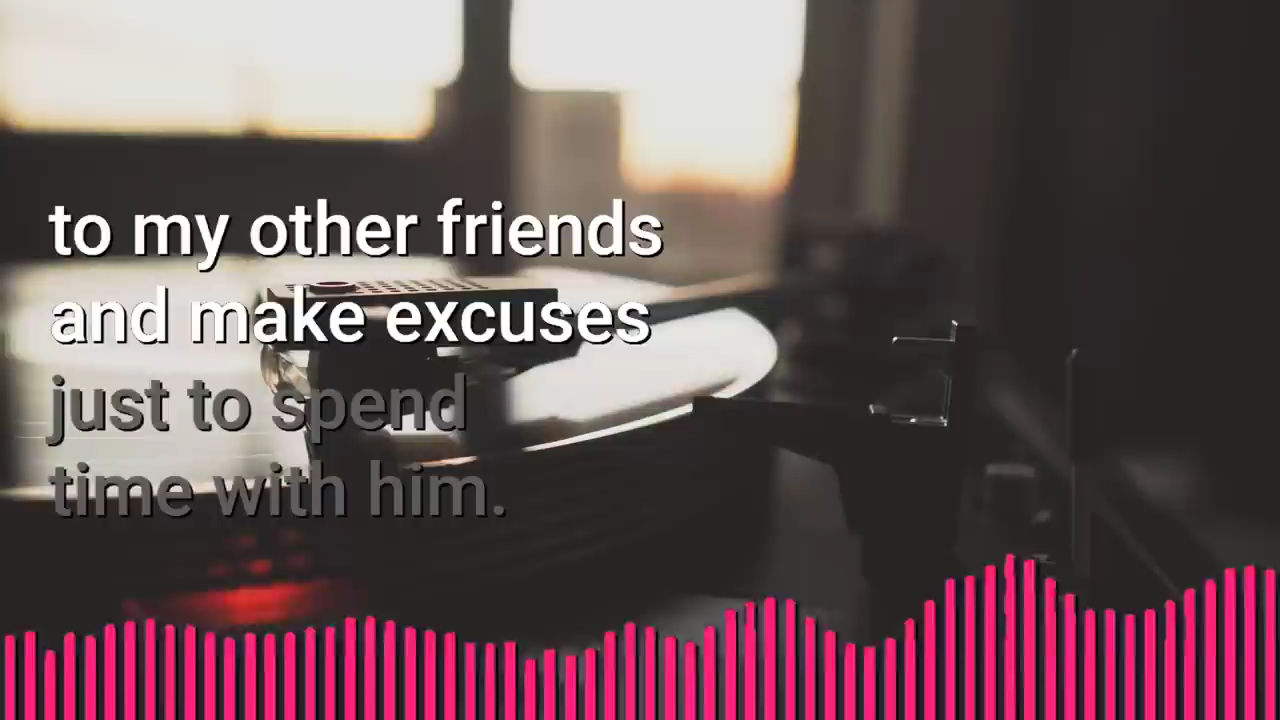 to my other friends
and make excuses
just to spend
time with him.